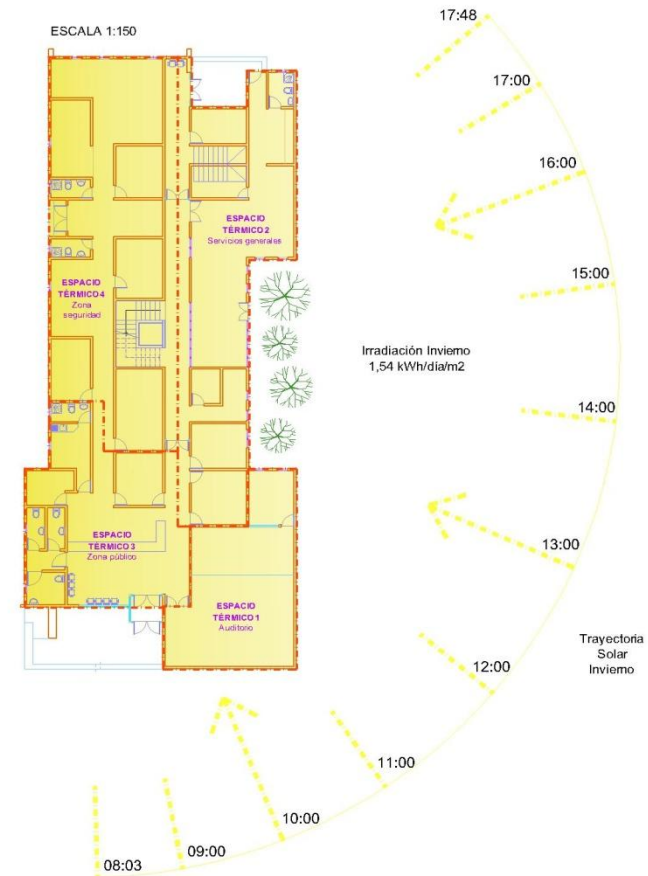 ESCALA 1:150
17:48
17:00
16:00
15:00
14:00
13:00
12:00
11:00
10:00
09:00
08:03
ESPACIO
TÉRMICO 2
Servicios generales
ESPACIO
TÉRMICO 4
Zona
seguridad
Irradiación Invierno
1,54 kWh/día/m2
ESPACIO
TÉRMICO 3
Zona público
ESPACIO
TÉRMICO 1
Auditorio
Trayectoria
Solar
Invierno